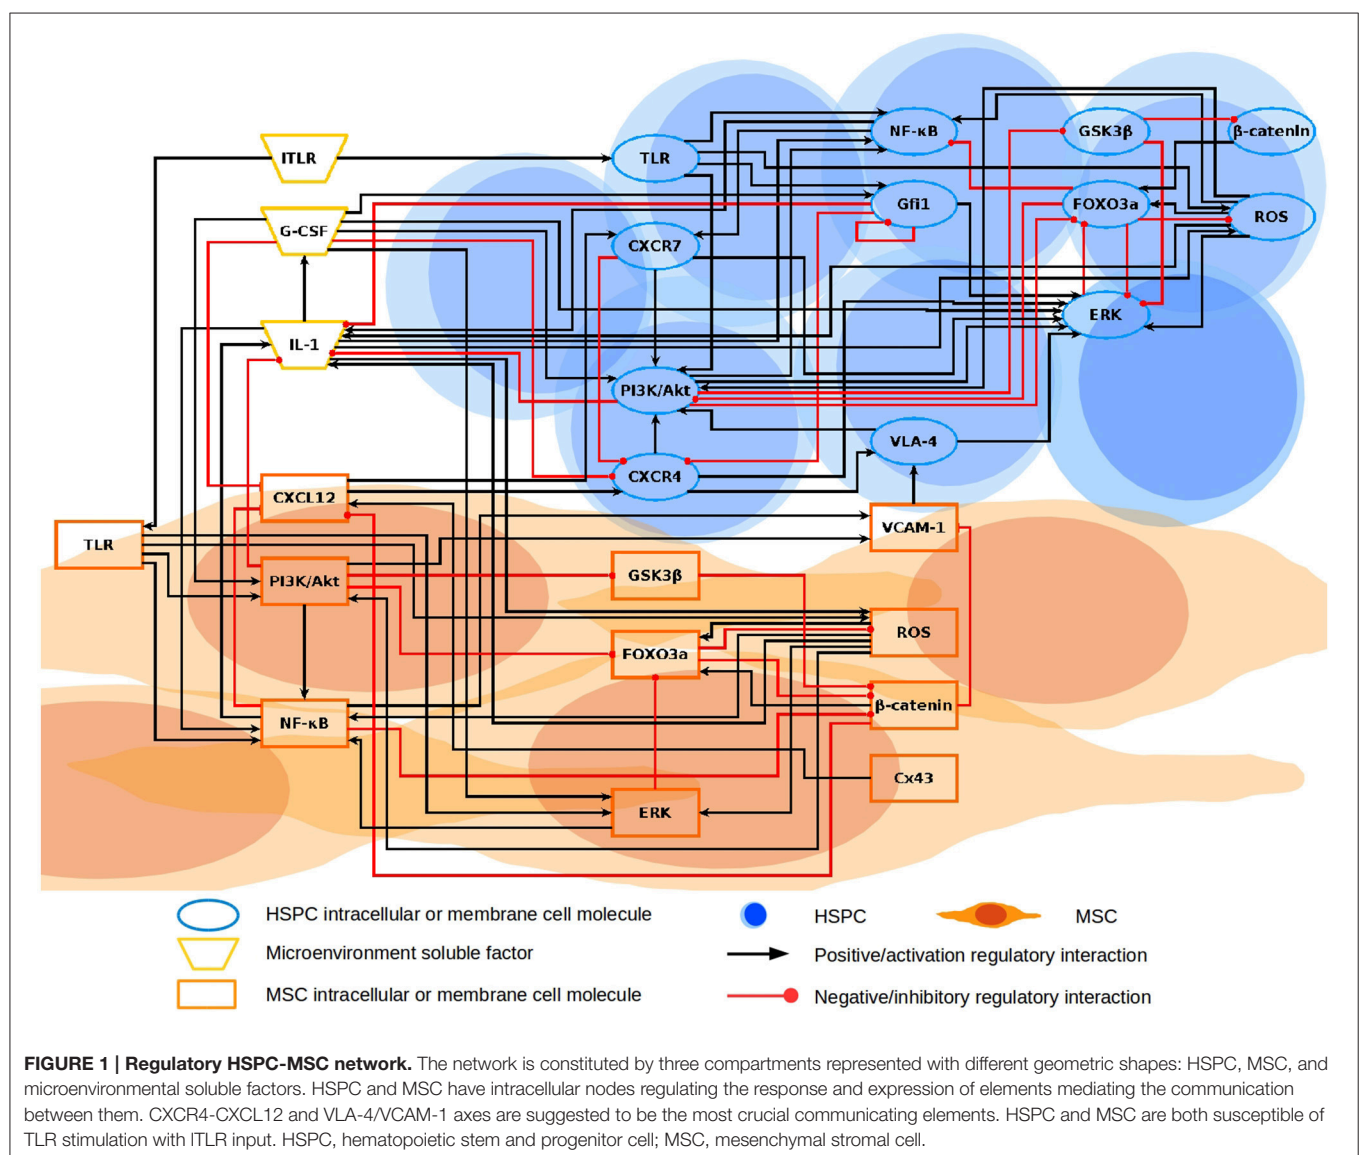 ITLR
TLR
NF-κB
GSK3β
β-catenin
G-CSF
Gfi1
FOXO3a
ROS
CXCR7
IL-1
ERK
PI3K/Akt
VLA-4
CXCR4
CXCL12
VCAM-1
TLR
PI3K/Akt
GSK3β
ROS
FOXO3a
NF-κB
β-catenin
Cx43
ERK
HSPC intracellular or membrane cell molecule
HSPC
MSC
Microenvironment soluble factor
Positive/activation regulatory interaction
MSC intracellular or membrane cell molecule
Negative/inhibitory regulatory interaction
FIGURE 1 | Regulatory HSPC-MSC network. The network is constituted by three compartments represented with different geometric shapes: HSPC, MSC, and
microenvironmental soluble factors. HSPC and MSC have intracellular nodes regulating the response and expression of elements mediating the communication
between them. CXCR4-CXCL12 and VLA-4/VCAM-1 axes are suggested to be the most crucial communicating elements. HSPC and MSC are both susceptible of
TLR stimulation with lTLR input. HSPC, hematopoietic stem and progenitor cell; MSC, mesenchymal stromal cell.